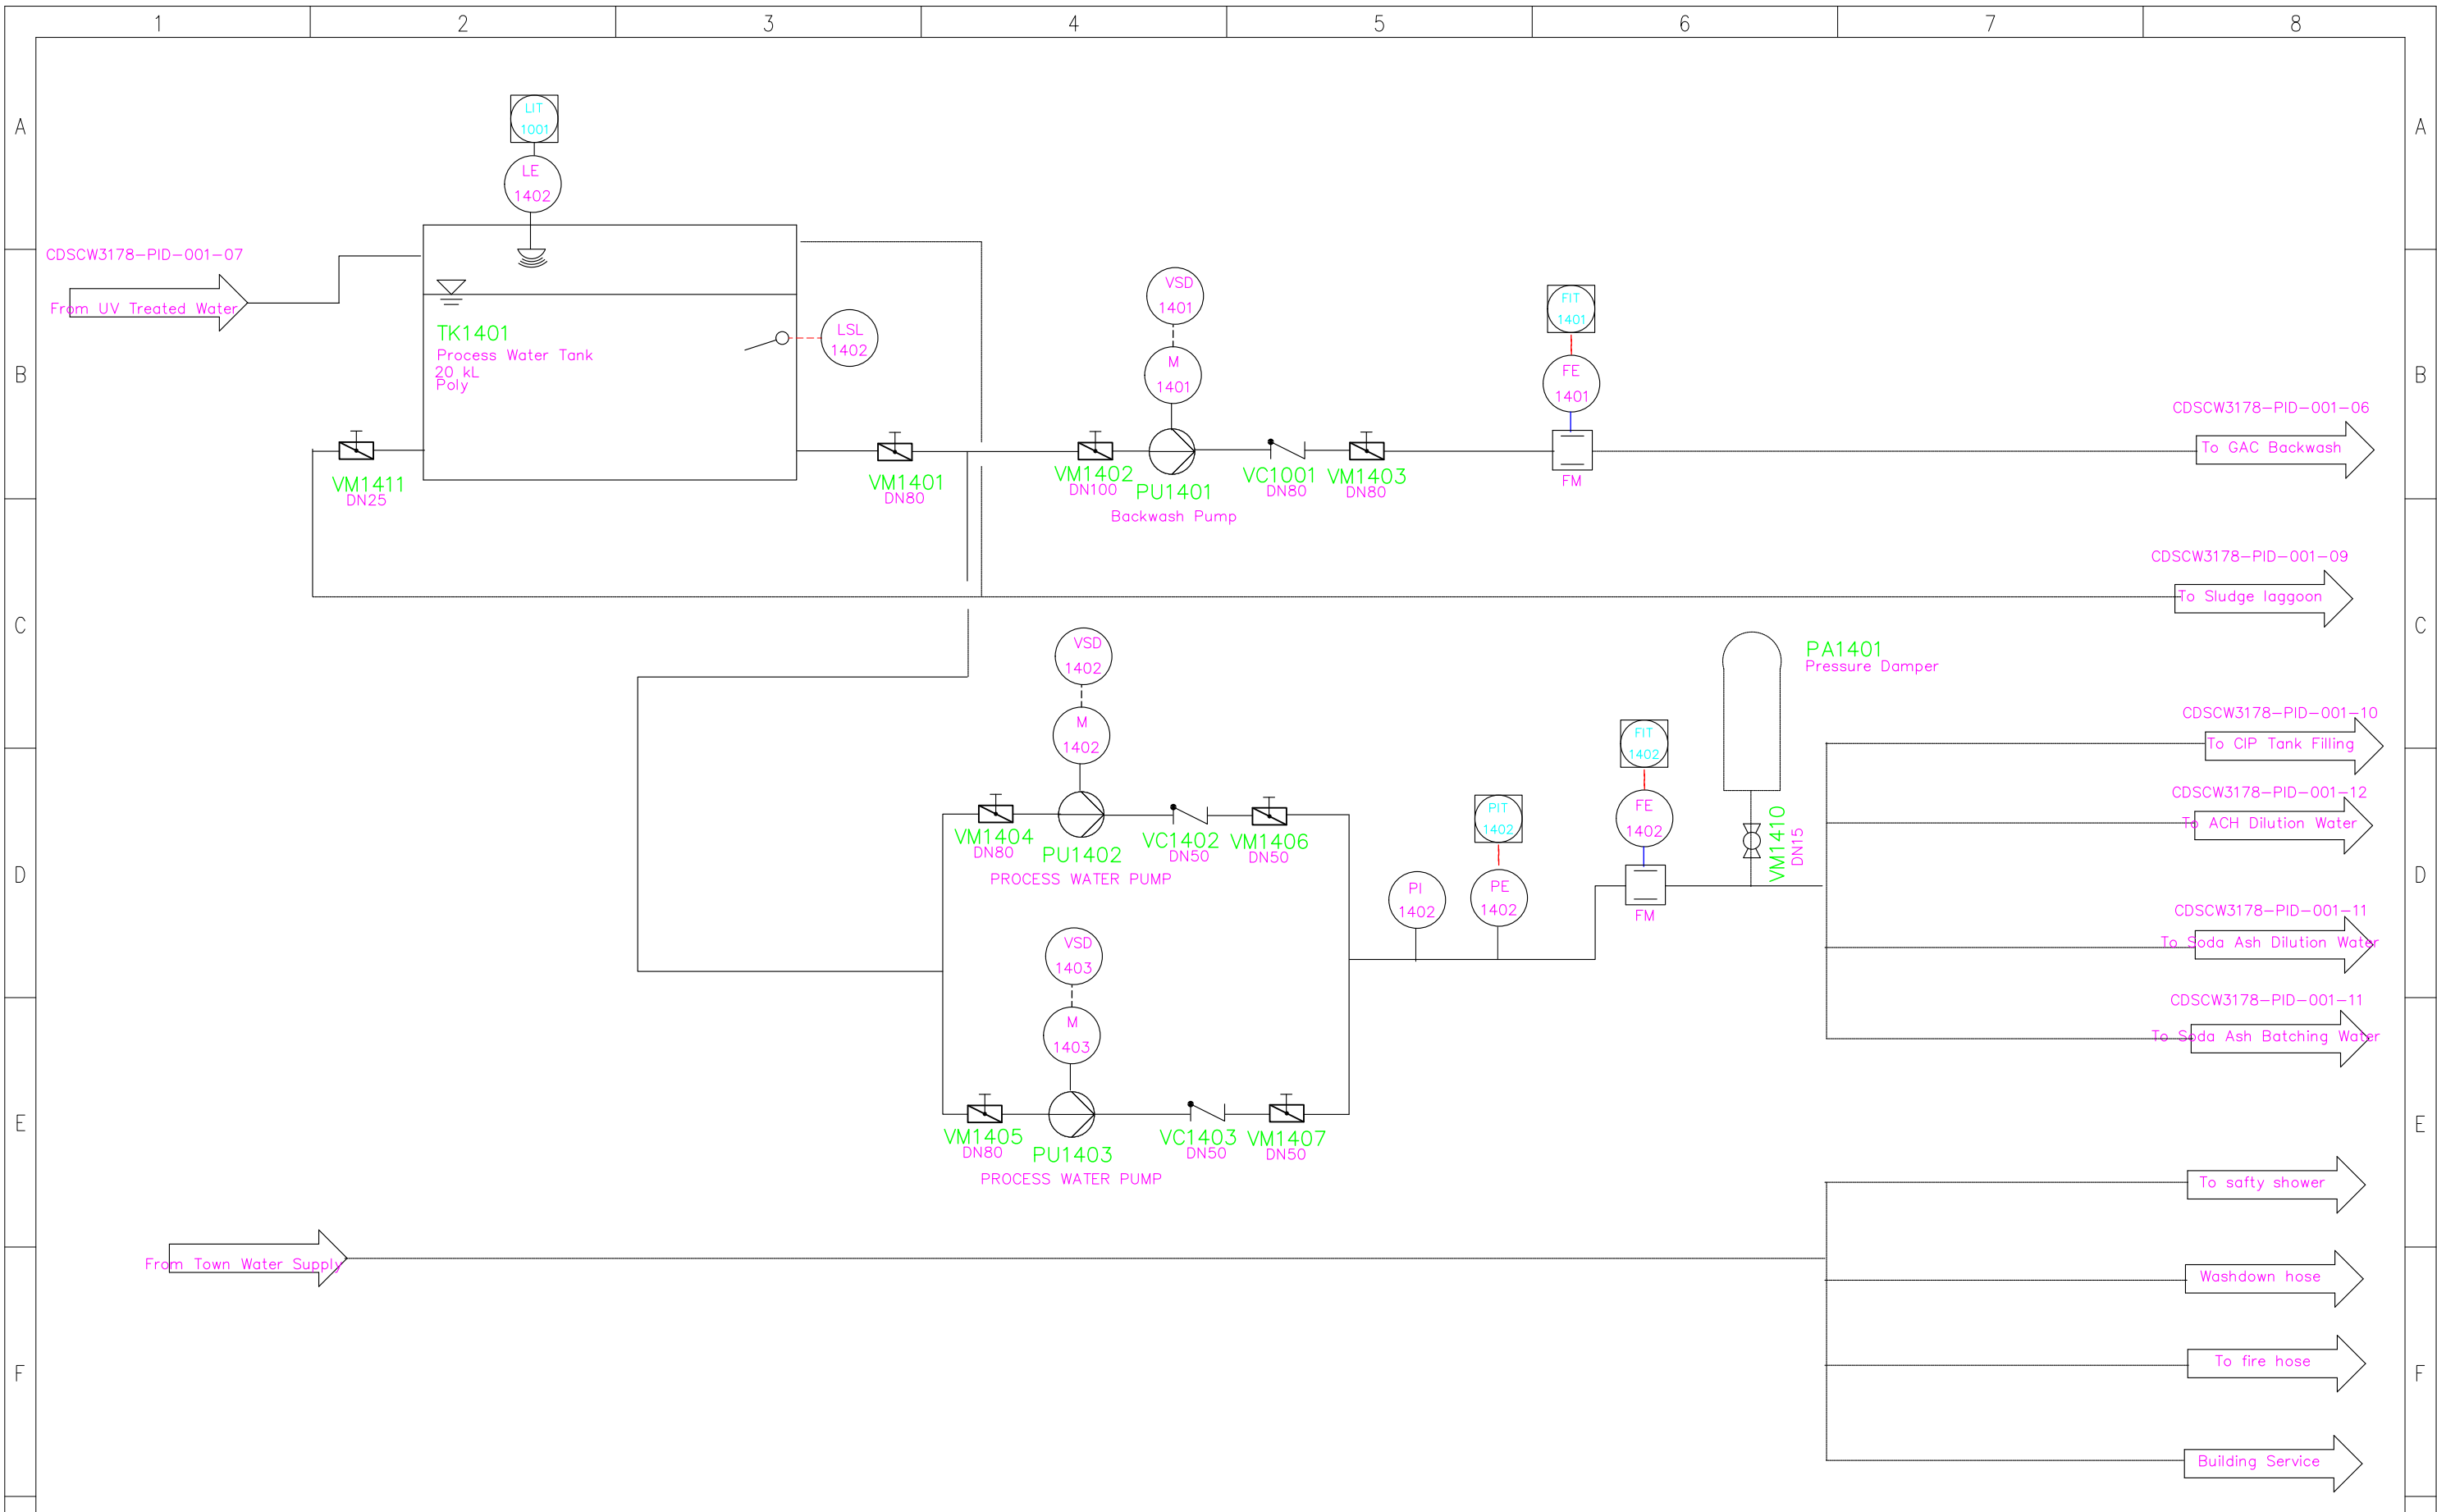 1 2 3 4 5 6 7 8
A A
LIT
1001
LE
1402
CDSCW3178-PID-001-07
From UV Treated Water
TK1401
Process Water Tank
20 kL
Poly
LSL
1402
VSD
1401
M
1401
FIT
1401
FE
1401
B B
CDSCW3178-PID-001-06
To GAC Backwash
VM1411
DN25
VM1401
DN80
VM1402
DN100
PU1401
Backwash Pump
VC1001
DN80
VM1403
DN80
FM
CDSCW3178-PID-001-09
To Sludge laggoon
C C
VSD
1402
M
1402
PA1401
Pressure Damper
CDSCW3178-PID-001-10
To CIP Tank Filling
FIT
1402
FE
1402
PIT
1402
PE
1402
PI
1402
FM
VM1410
DN15
CDSCW3178-PID-001-12
To ACH Dilution Water
VM1404
DN80
PU1402
PROCESS WATER PUMP
VC1402
DN50
VM1406
DN50
D D
CDSCW3178-PID-001-11
To Soda Ash Dilution Water
VSD
1403
M
1403
CDSCW3178-PID-001-11
To Soda Ash Batching Water
VM1405
DN80
PU1403
PROCESS WATER PUMP
VC1403
DN50
VM1407
DN50
E E
To safty shower
From Town Water Supply
Washdown hose
To fire hose
F F
Building Service